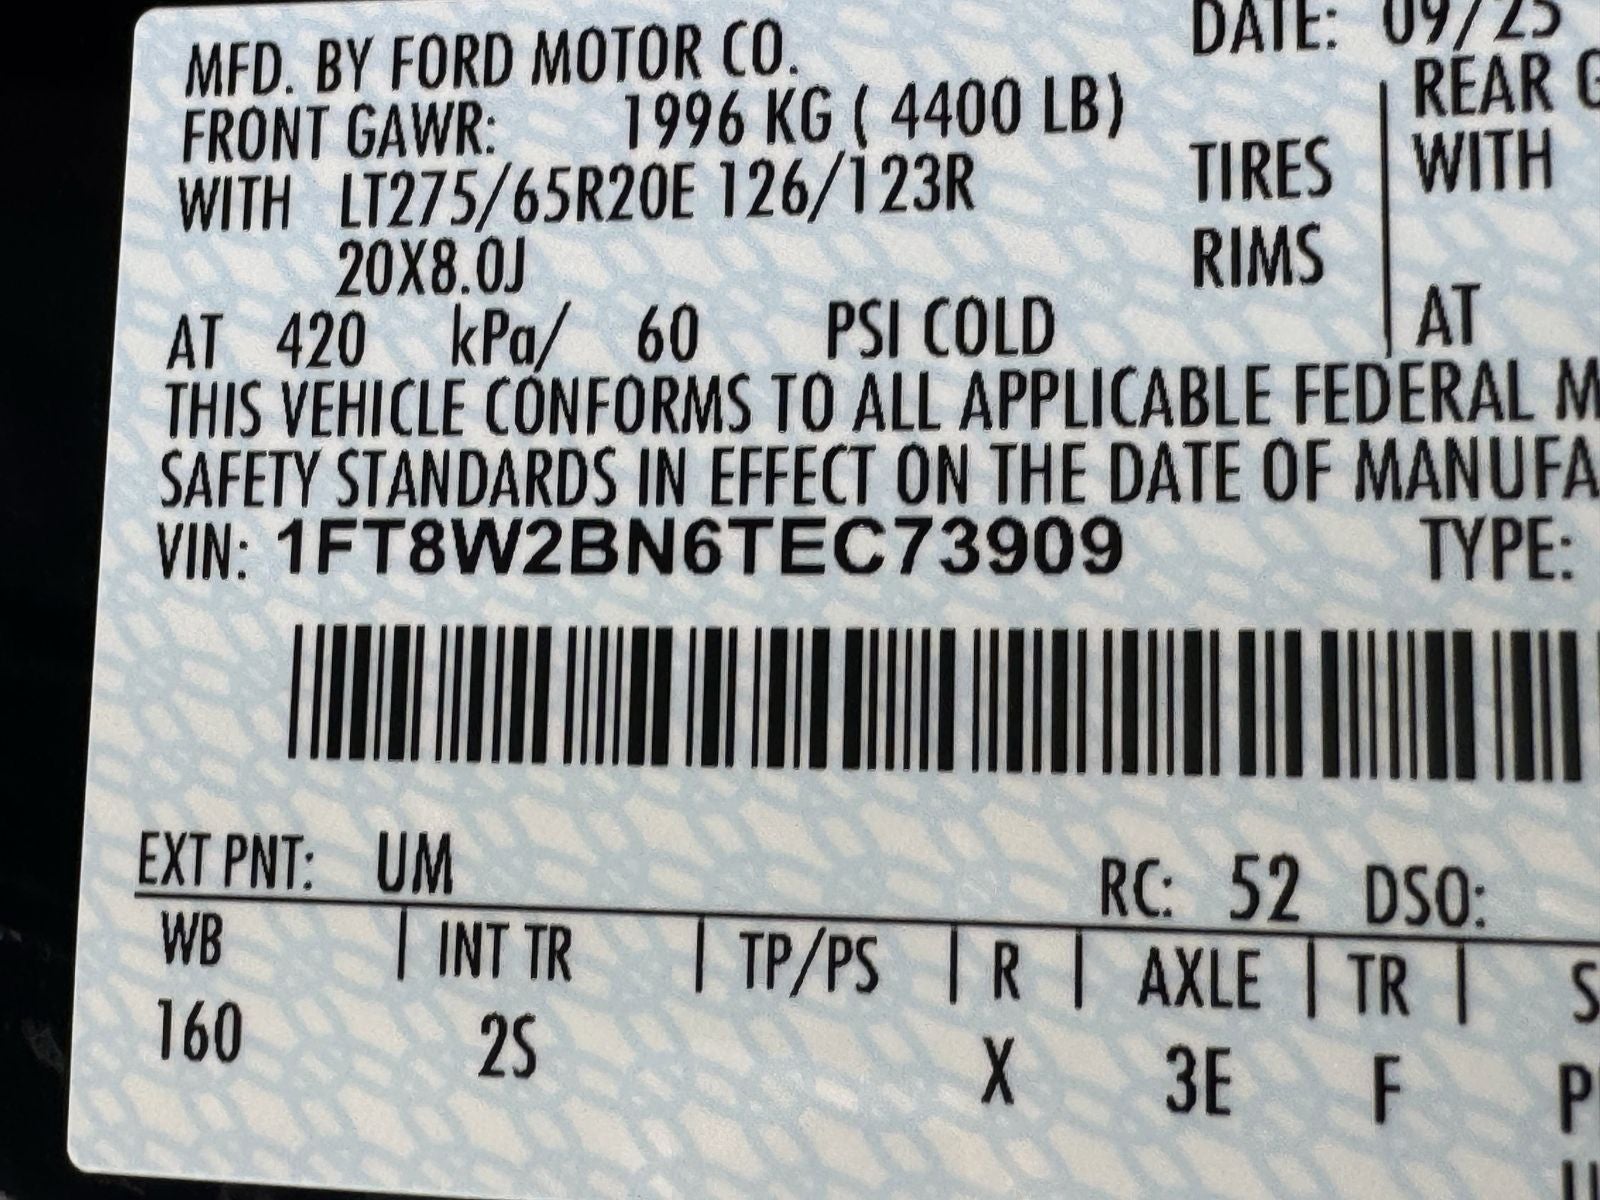 MFD. BY FORD MOTOR CO.
DATE: 09/25
FRONT GAWR: 1996 KG ( 4400 LB)
REAR G
WITH LT275/65R20E 126/123R TIRES
WITH
20X8.0J RIMS
AT 420 kPa/ 60 PSI COLD
AT
THIS VEHICLE CONFORMS TO ALL APPLICABLE FEDERAL M
SAFETY STANDARDS IN EFFECT ON THE DATE OF MANUFA
VIN: 1FT8W2BN6TEC73909 TYPE:
EXT PNT: UM RC: 52 DSO:
WB | INT TR | TP/PS | R | AXLE | TR | S
160 2S X 3E F P